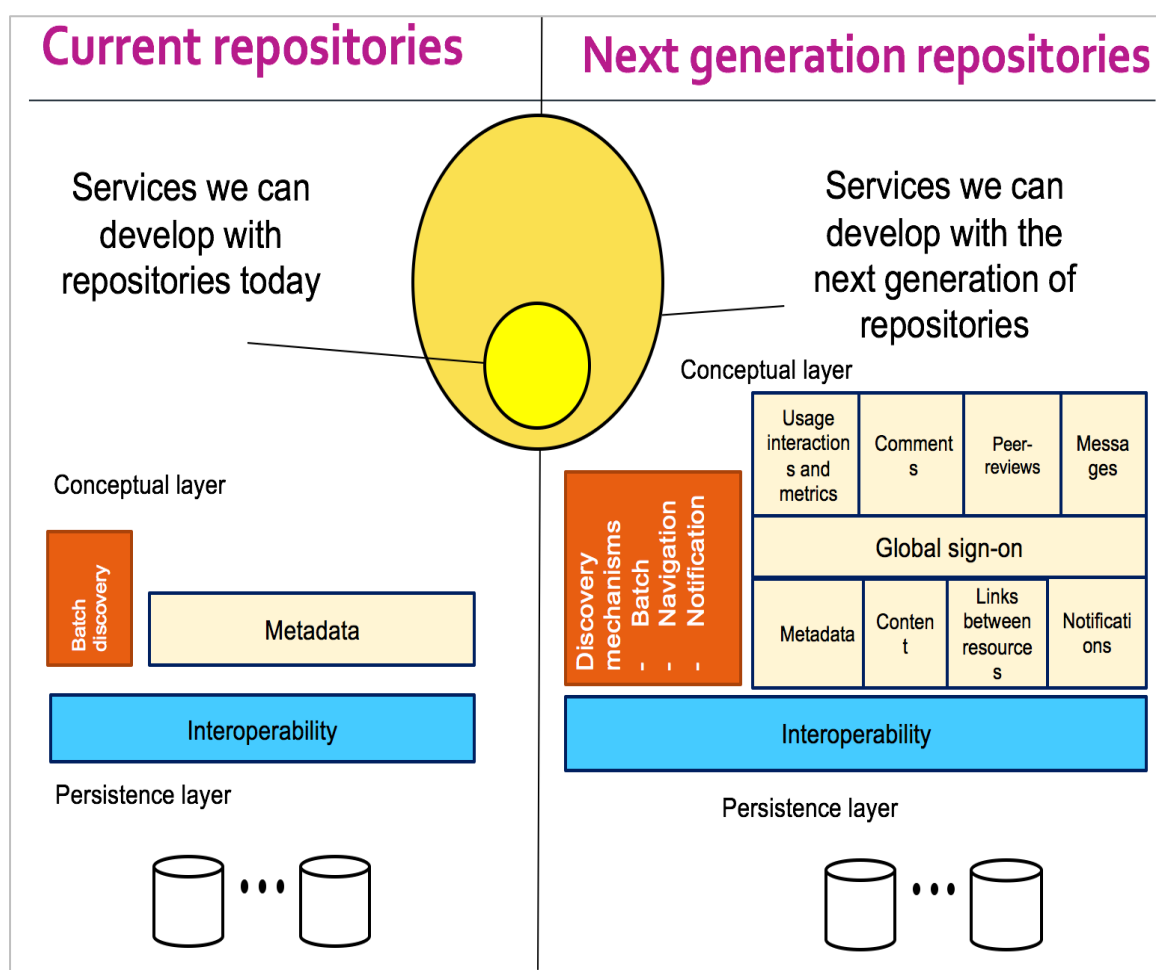 Current repositories
Next generation repositories
Services we can
develop with
repositories today
Services we can
develop with the
next generation of
repositories
Conceptual layer
Batch
discovery
Metadata
Interoperability
Persistence layer
Conceptual layer
Discovery
mechanisms
- Batch
- Navigation
- Notification
Usage
interaction
s and
metrics
Comment
s
Peer-
reviews
Messa
ges
Global sign-on
Metadata
Conten
t
Links
between
resource
s
Notificati
ons
Interoperability
Persistence layer